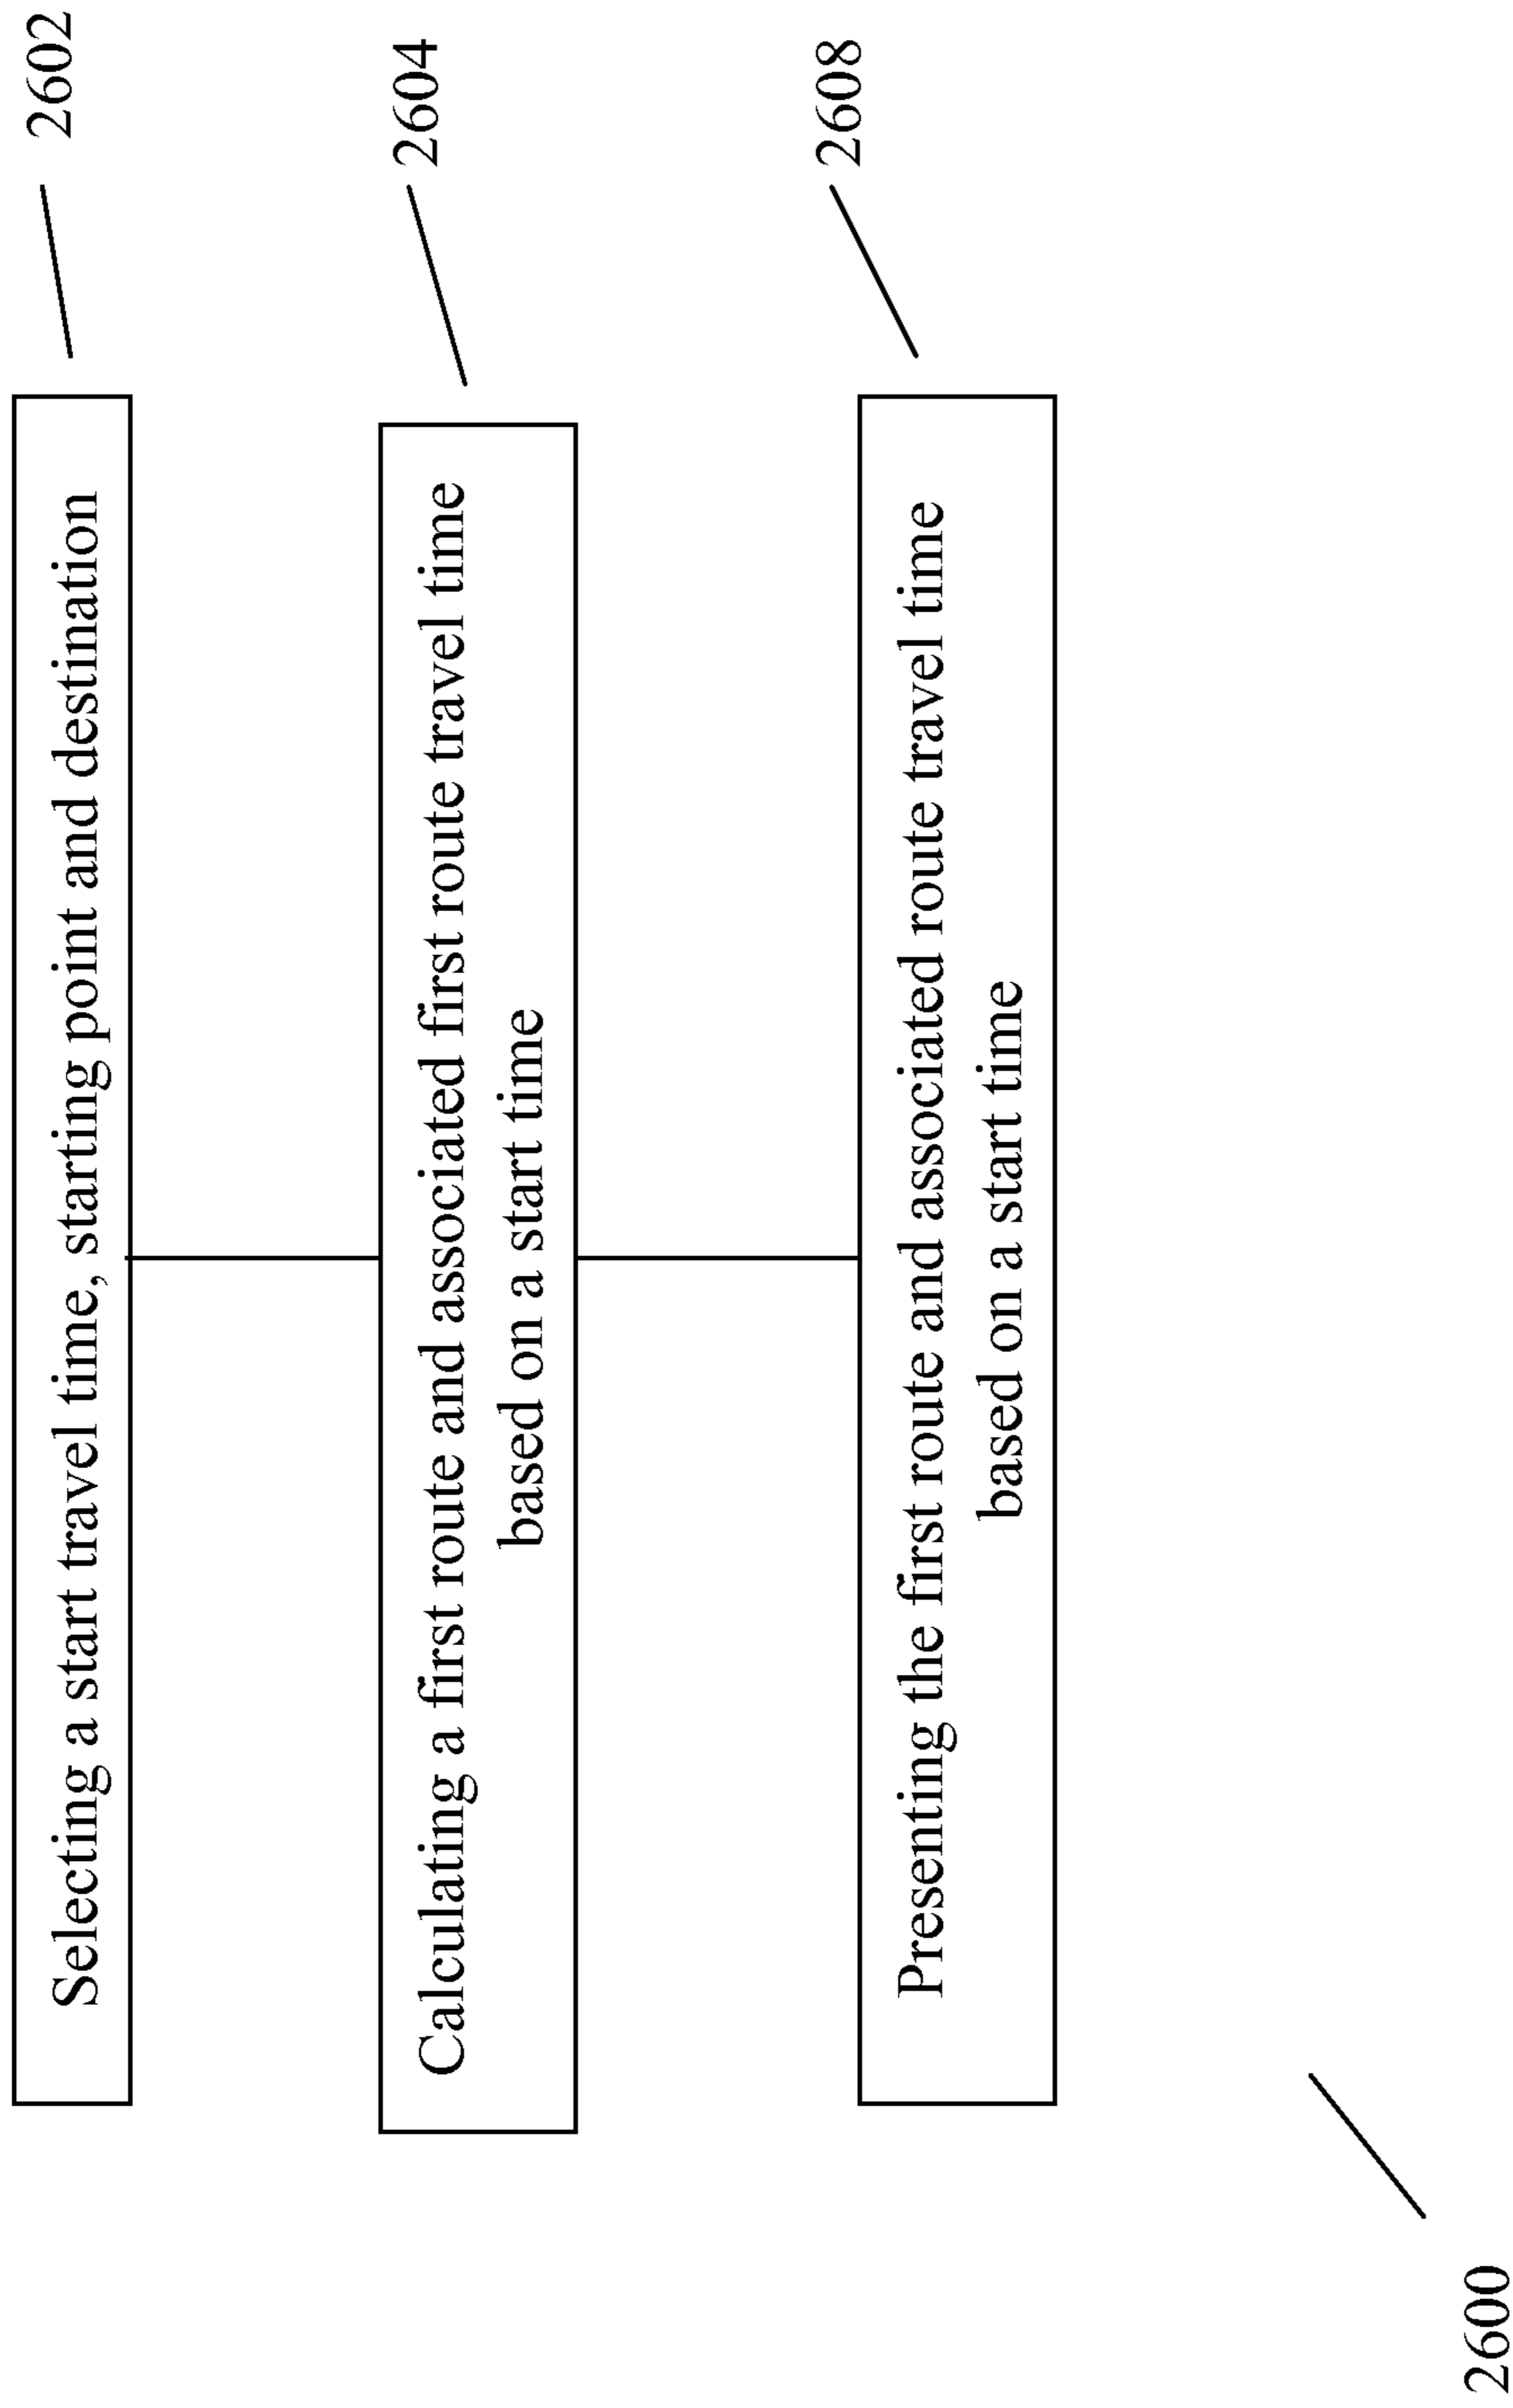 Selecting a start travel time, starting point and destination
2602
Calculating a first route and associated first route travel time
based on a start time
2604
Presenting the first route and associated route travel time
based on a start time
2608
2600